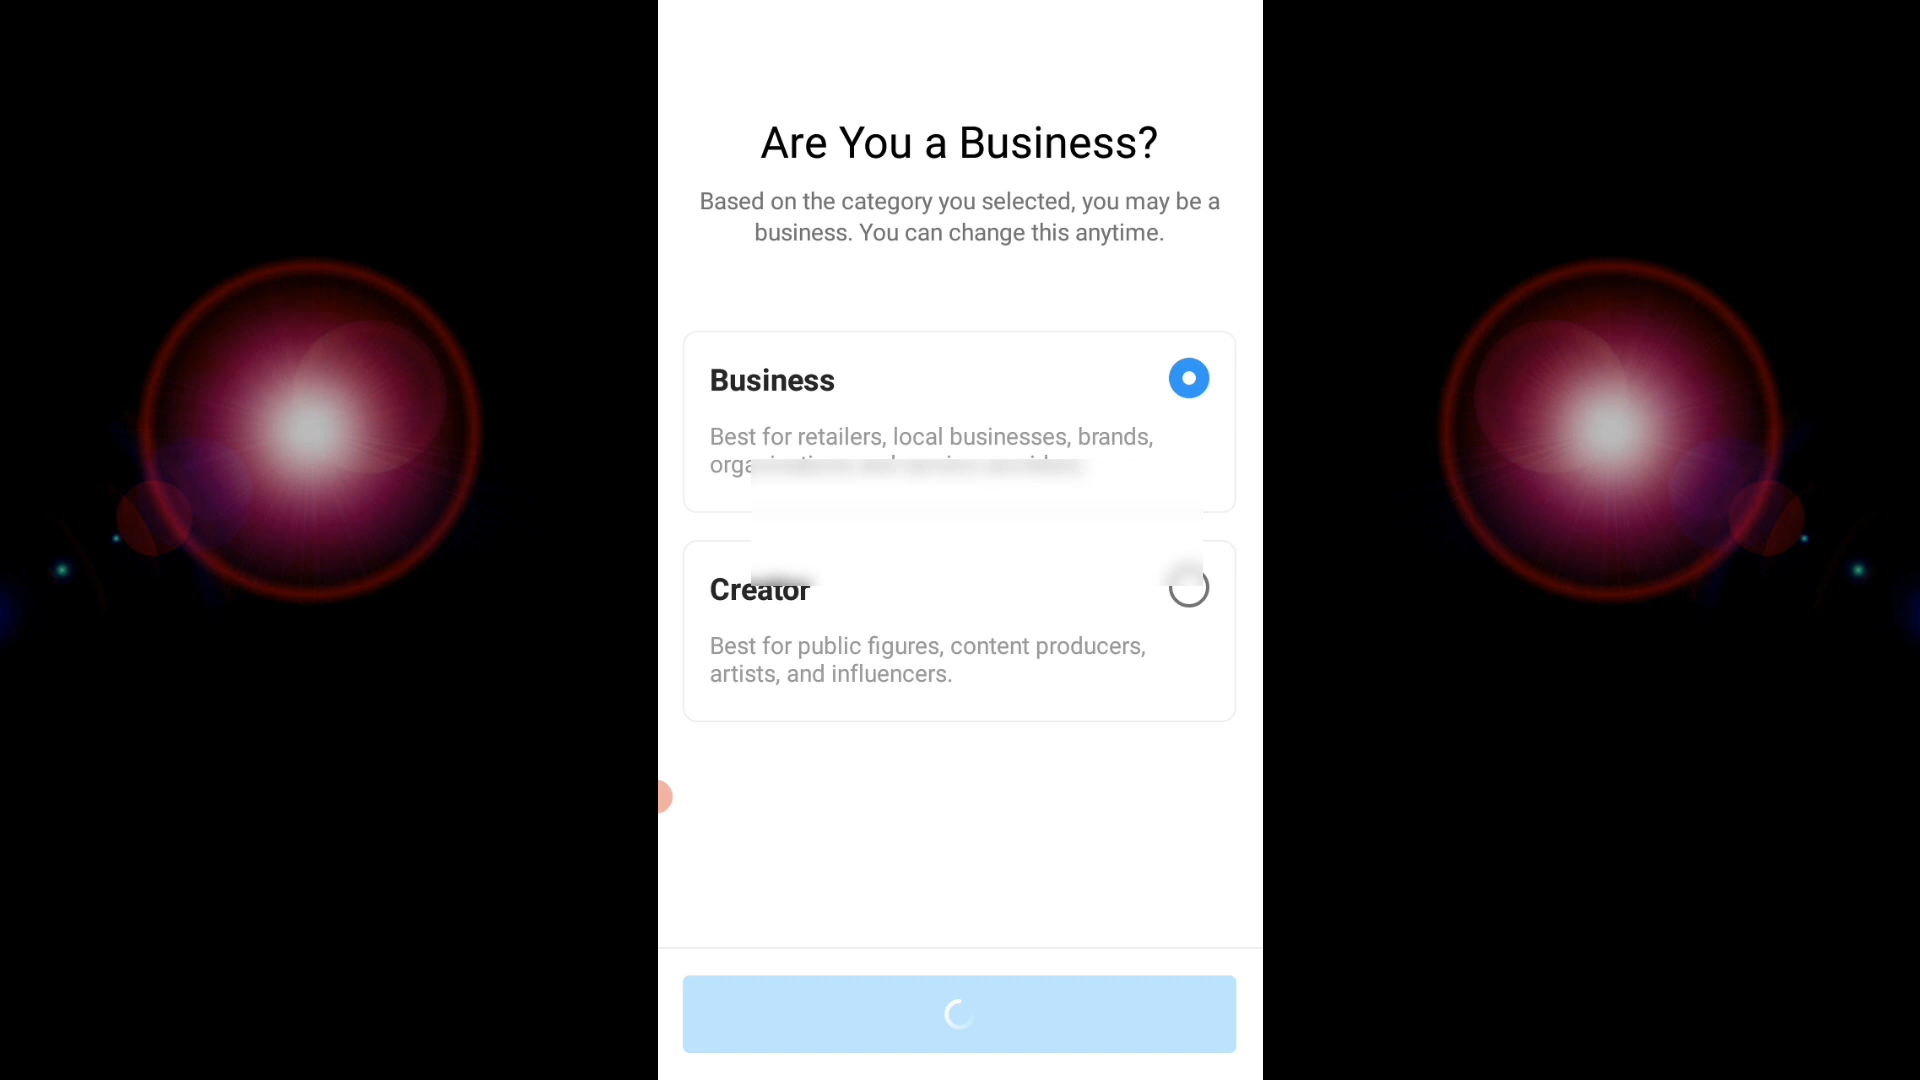 Are You a Business?
Based on the category you selected, you may be a
business. You can change this anytime.
Business
Best for retailers, local businesses, brands,
Creator
Best for public figures, content producers,
artists, and influencers.